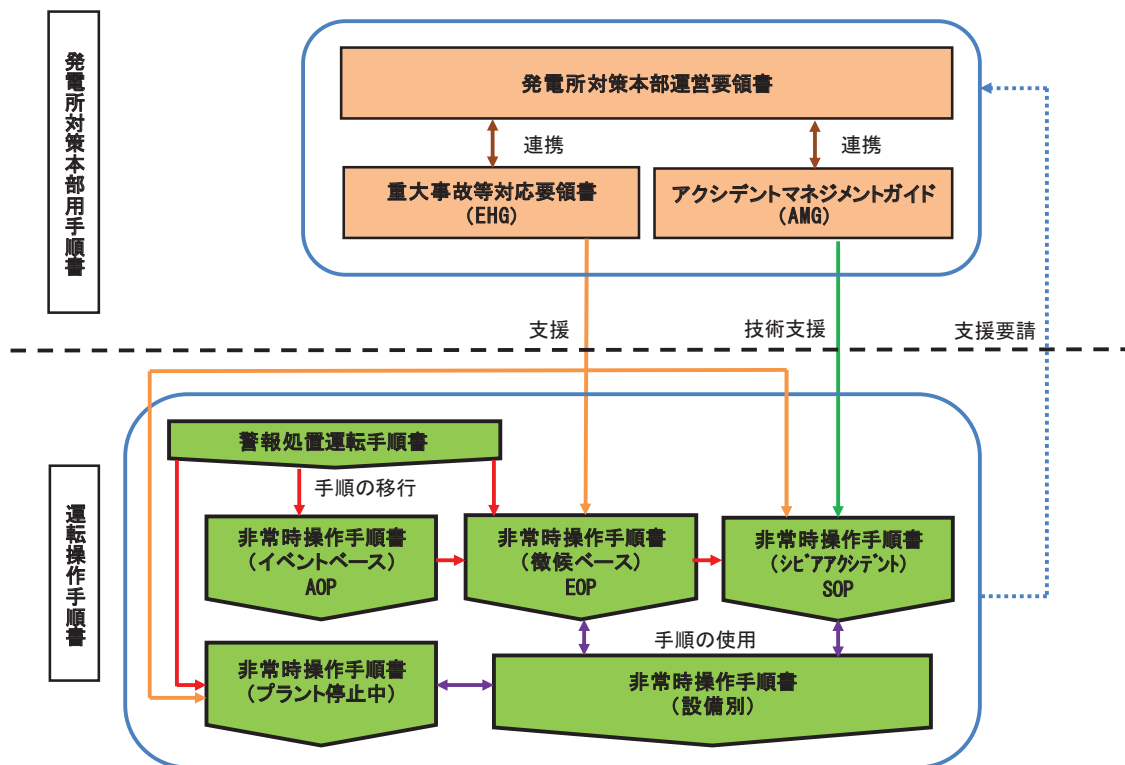 発電所対策本部用手順書
発電所対策本部運営要領書
連携
連携
重大事故等対応要領書
(EHG)
アクシデントマネジメントガイド
(AMG)
支援
技術支援
支援要請
運転操作手順書
警報処置運転手順書
手順の移行
非常時操作手順書
(イベントベース)
AOP
非常時操作手順書
(徴候ベース)
EOP
非常時操作手順書
(シビアアクシデント)
SOP
手順の使用
非常時操作手順書
(プラント停止中)
非常時操作手順書
(設備別)